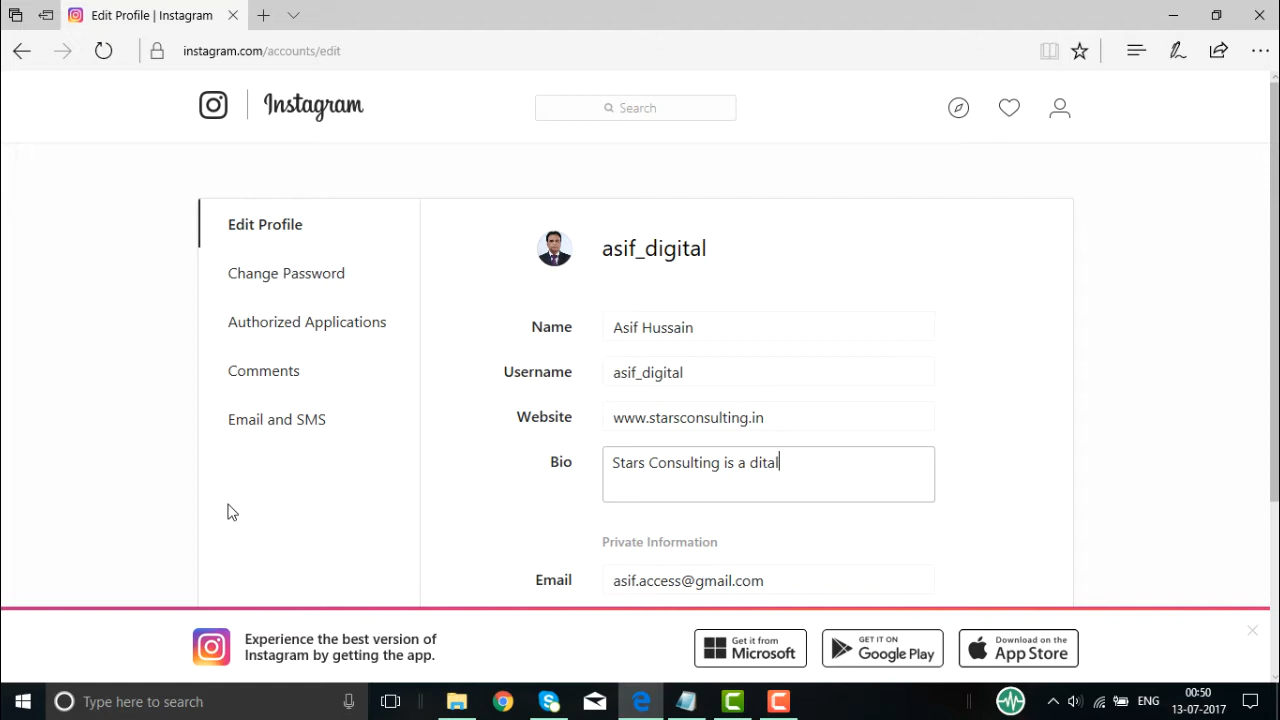 Edit Profile | Instagram
instagram.com/accounts/edit
Instagram
Search
Edit Profile
Change Password
Authorized Applications
Comments
Email and SMS
asif_digital
Name Asif Hussain
Username asif_digital
Website www.starsconsulting.in
Bio Stars Consulting is a dital
Private Information
Email asif.access@gmail.com
Experience the best version of
Instagram by getting the app.
Get it from
Microsoft
GET IT ON
Google Play
Download on the
App Store
Type here to search
ENG
00:50
13-07-2017